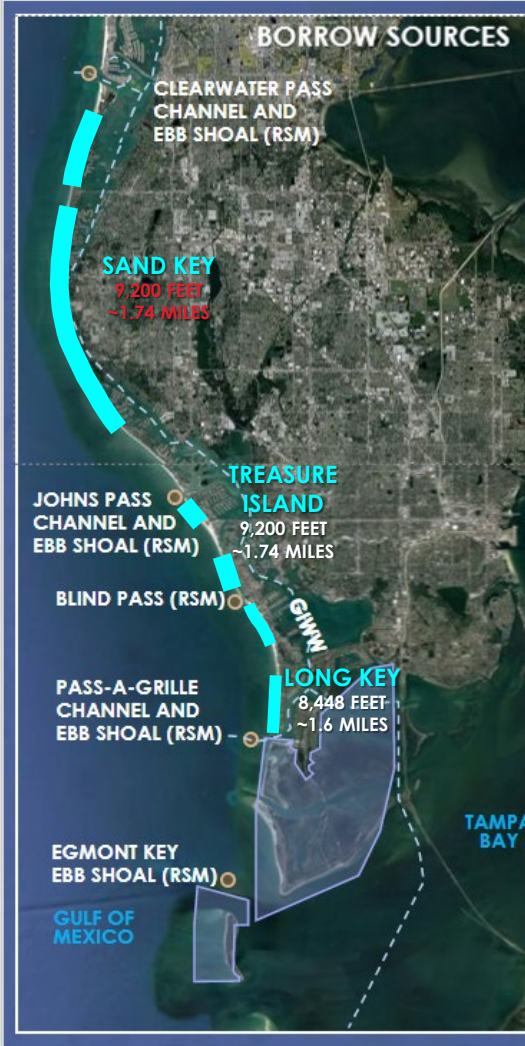 BORROW SOURCES
CLEARWATER PASS
CHANNEL AND
EBB SHOAL (RSM)
SAND KEY
9,200 FEET
~1.74 MILES
TREASURE
ISLAND
9,200 FEET
~1.74 MILES
JOHNS PASS
CHANNEL AND
EBB SHOAL (RSM)
BLIND PASS (RSM)
GIWW
LONG KEY
8,448 FEET
~1.6 MILES
PASS-A-GRILLE
CHANNEL AND
EBB SHOAL (RSM)
TAMPA
BAY
EGMONT KEY
EBB SHOAL (RSM)
GULF OF
MEXICO